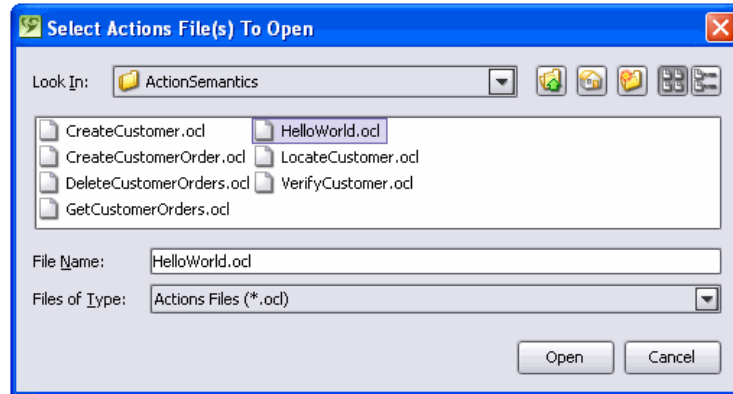 Select Actions File(s) To Open
Look In: ActionSemantics
CreateCustomer.ocl HelloWorld.ocl
CreateCustomerOrder.ocl LocateCustomer.ocl
DeleteCustomerOrders.ocl VerifyCustomer.ocl
GetCustomerOrders.ocl
File Name: HelloWorld.ocl
Files of Type: Actions Files (*.ocl)
Open Cancel